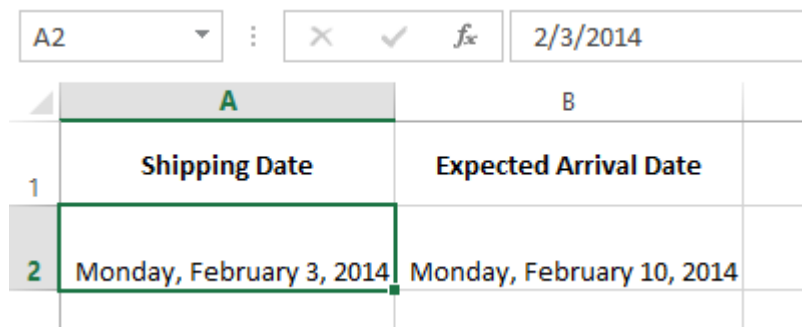 A2 fx 2/3/2014
A B
1 Shipping Date Expected Arrival Date
2 Monday, February 3, 2014 Monday, February 10, 2014